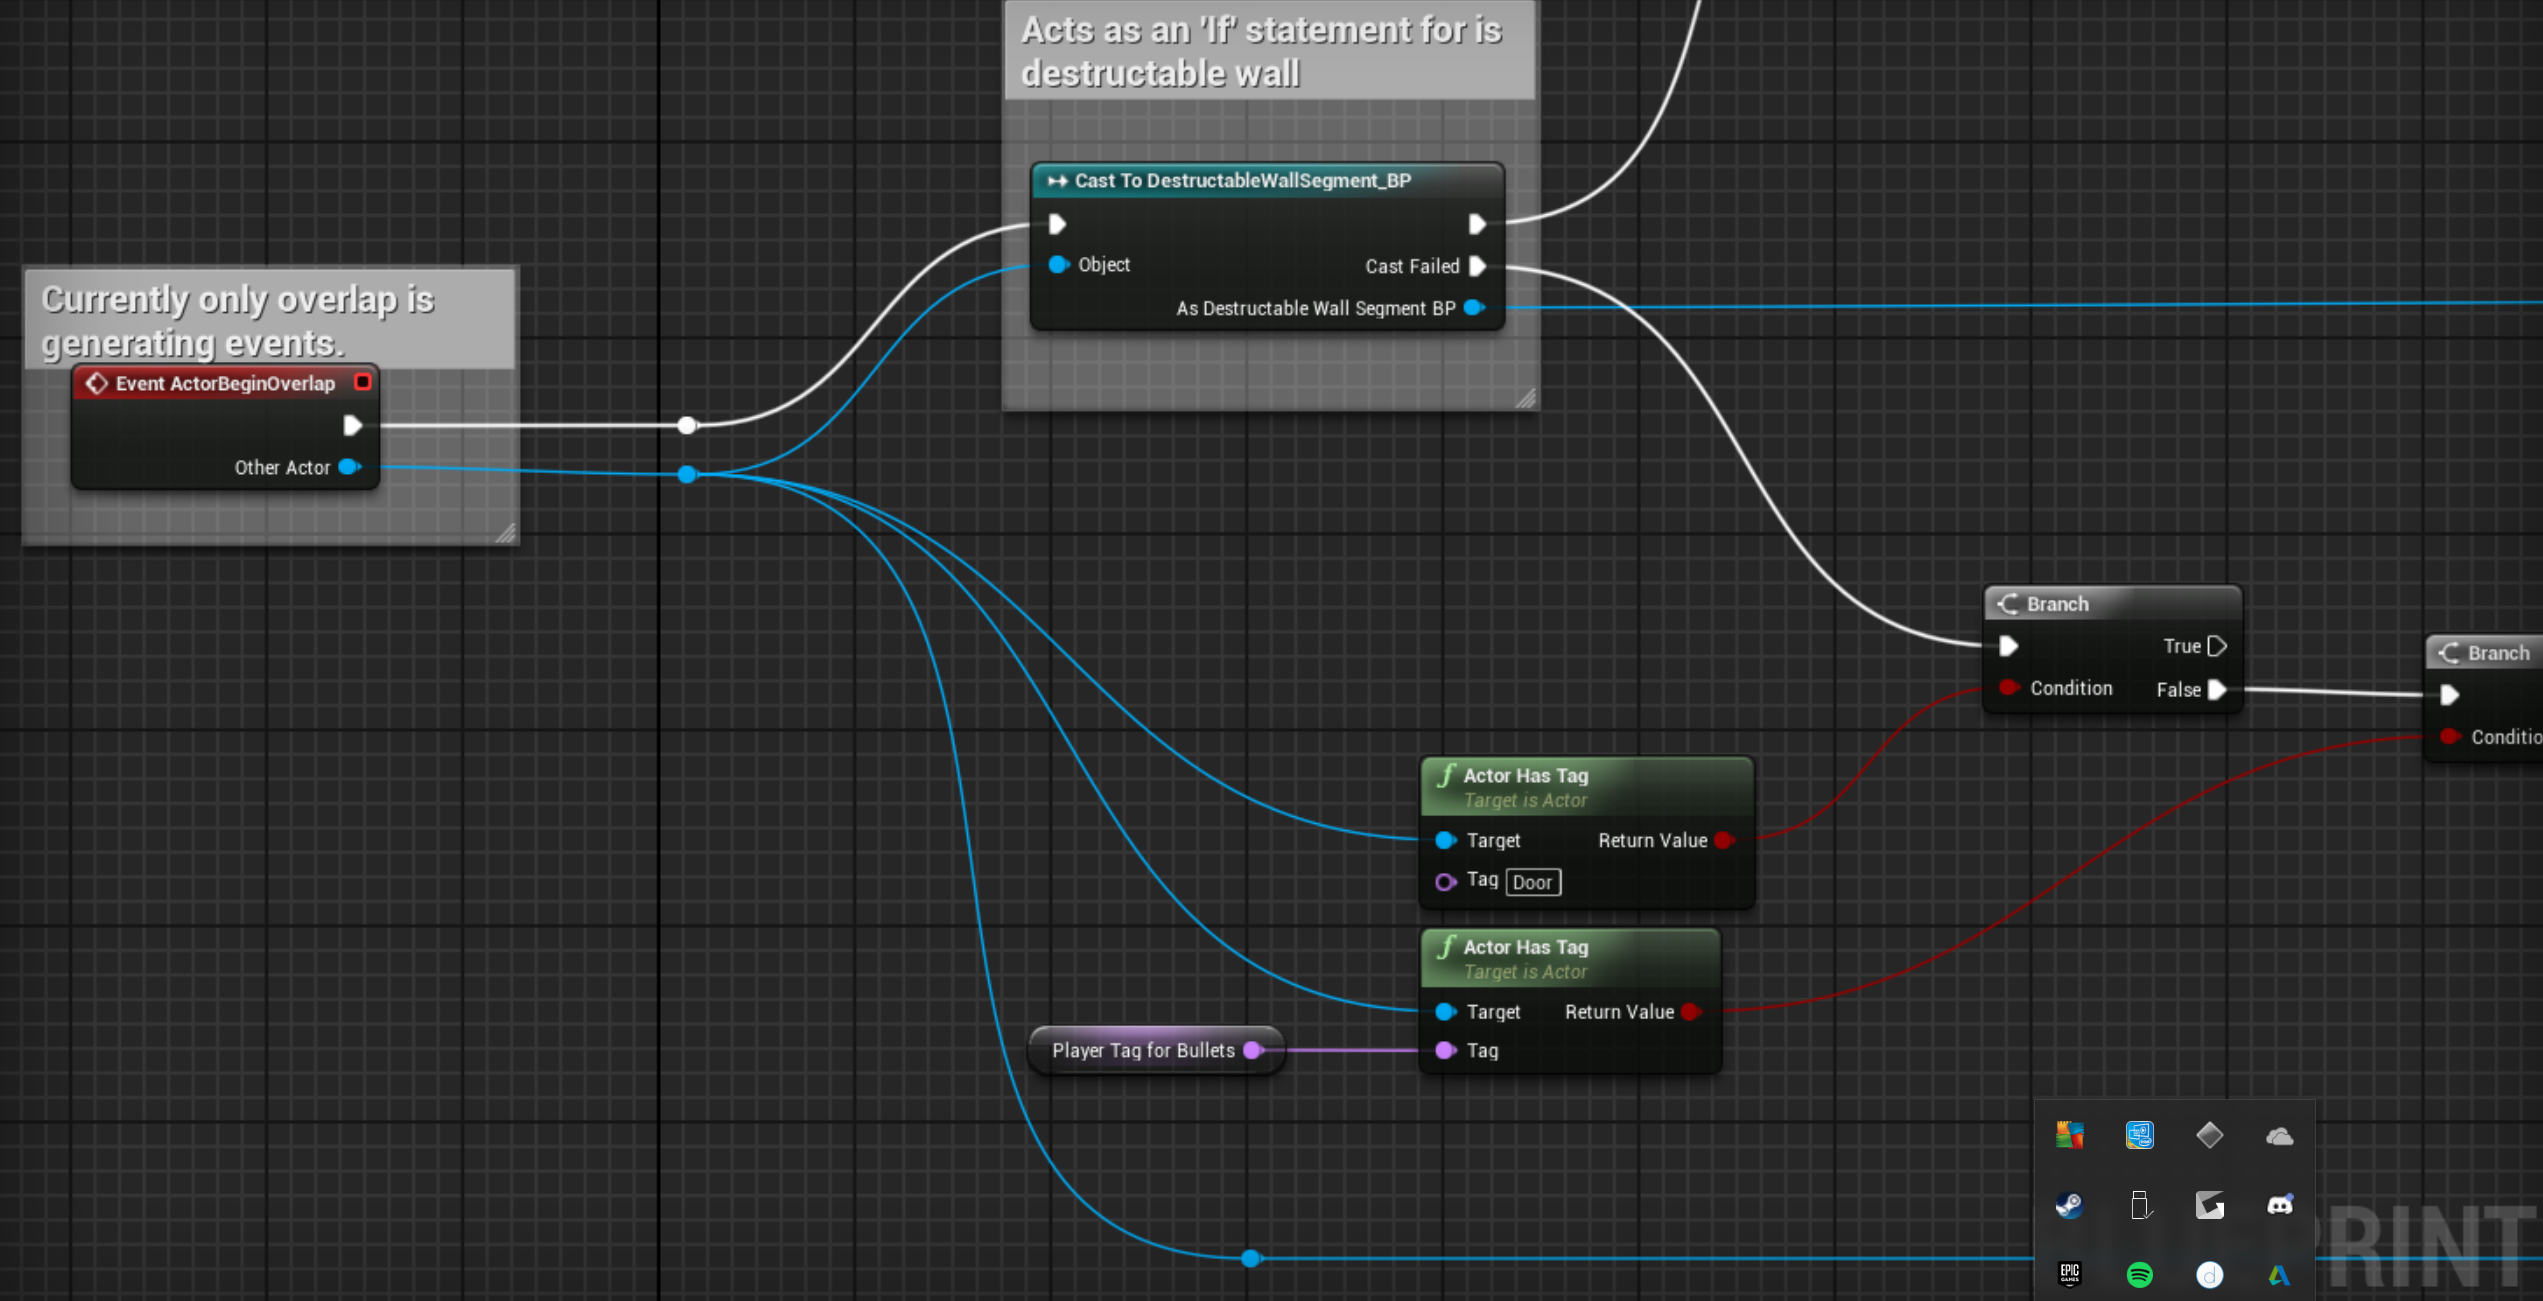 Acts as an 'If' statement for is
destructable wall
Cast To DestructableWallSegment_BP
Object
Cast Failed
As Destructable Wall Segment BP
Currently only overlap is
generating events.
Event ActorBeginOverlap
Other Actor
Branch
True
Condition
False
Branch
Conditio
Actor Has Tag
Target is Actor
Target
Return Value
Tag Door
Actor Has Tag
Target is Actor
Target
Return Value
Player Tag for Bullets
Tag
RINT
EPIC
GAMES
d